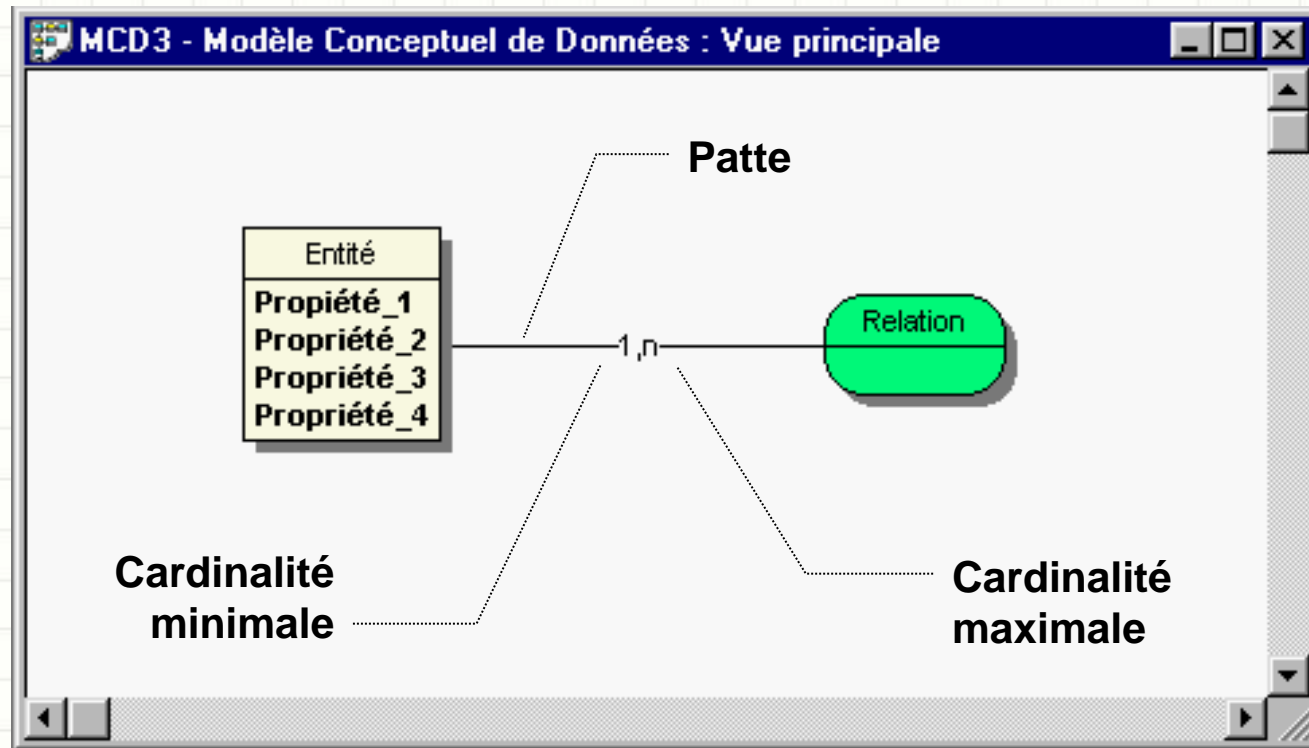 MCD3 - Modèle Conceptuel de Données : Vue principale
Patte
Entité
Propiété_1
Propriété_2
Propriété_3
Propriété_4
1,n
Relation
Cardinalité
minimale
Cardinalité
maximale